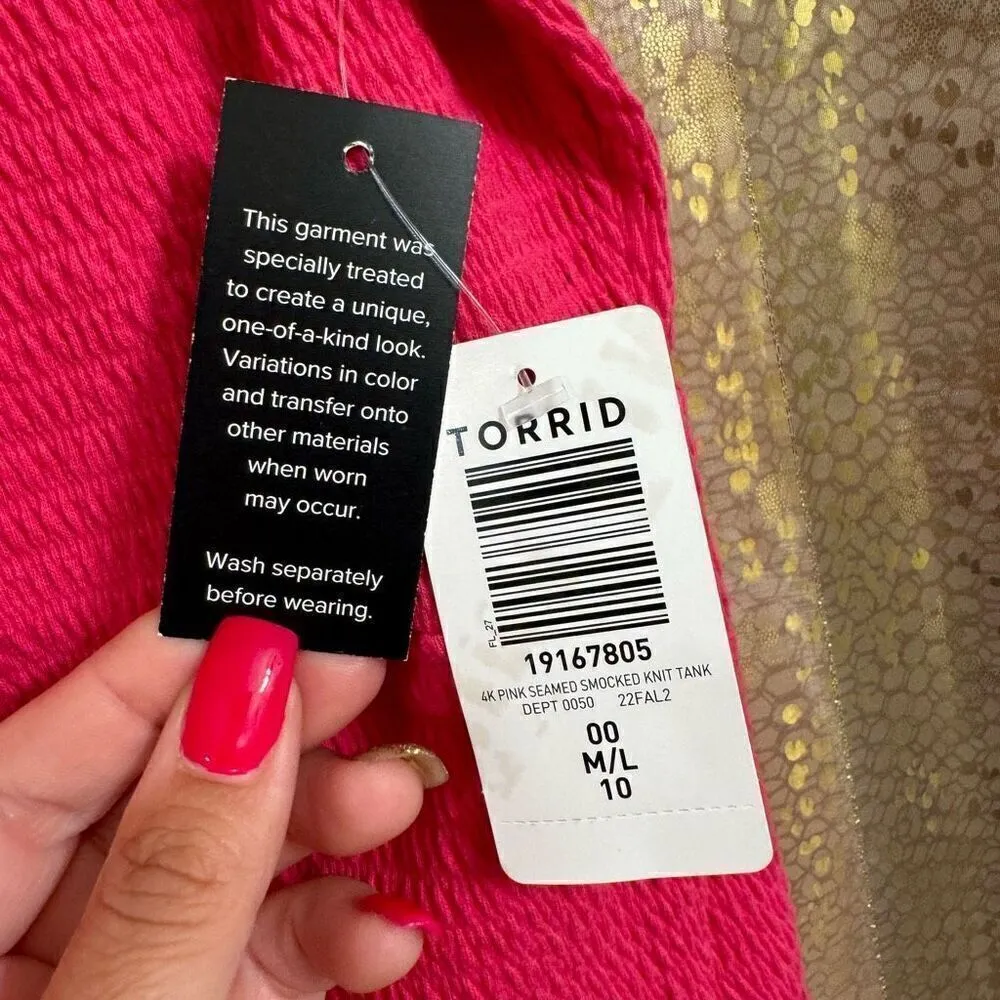 This garment was
specially treated
to create a unique,
one-of-a-kind look.
Variations in color
and transfer onto
other materials
when worn
may occur.
Wash separately
before wearing.
TORRID
FL_27
19167805
4K PINK SEAMED SMOCKED KNIT TANK
DEPT 0050 22FAL2
00
M/L
10